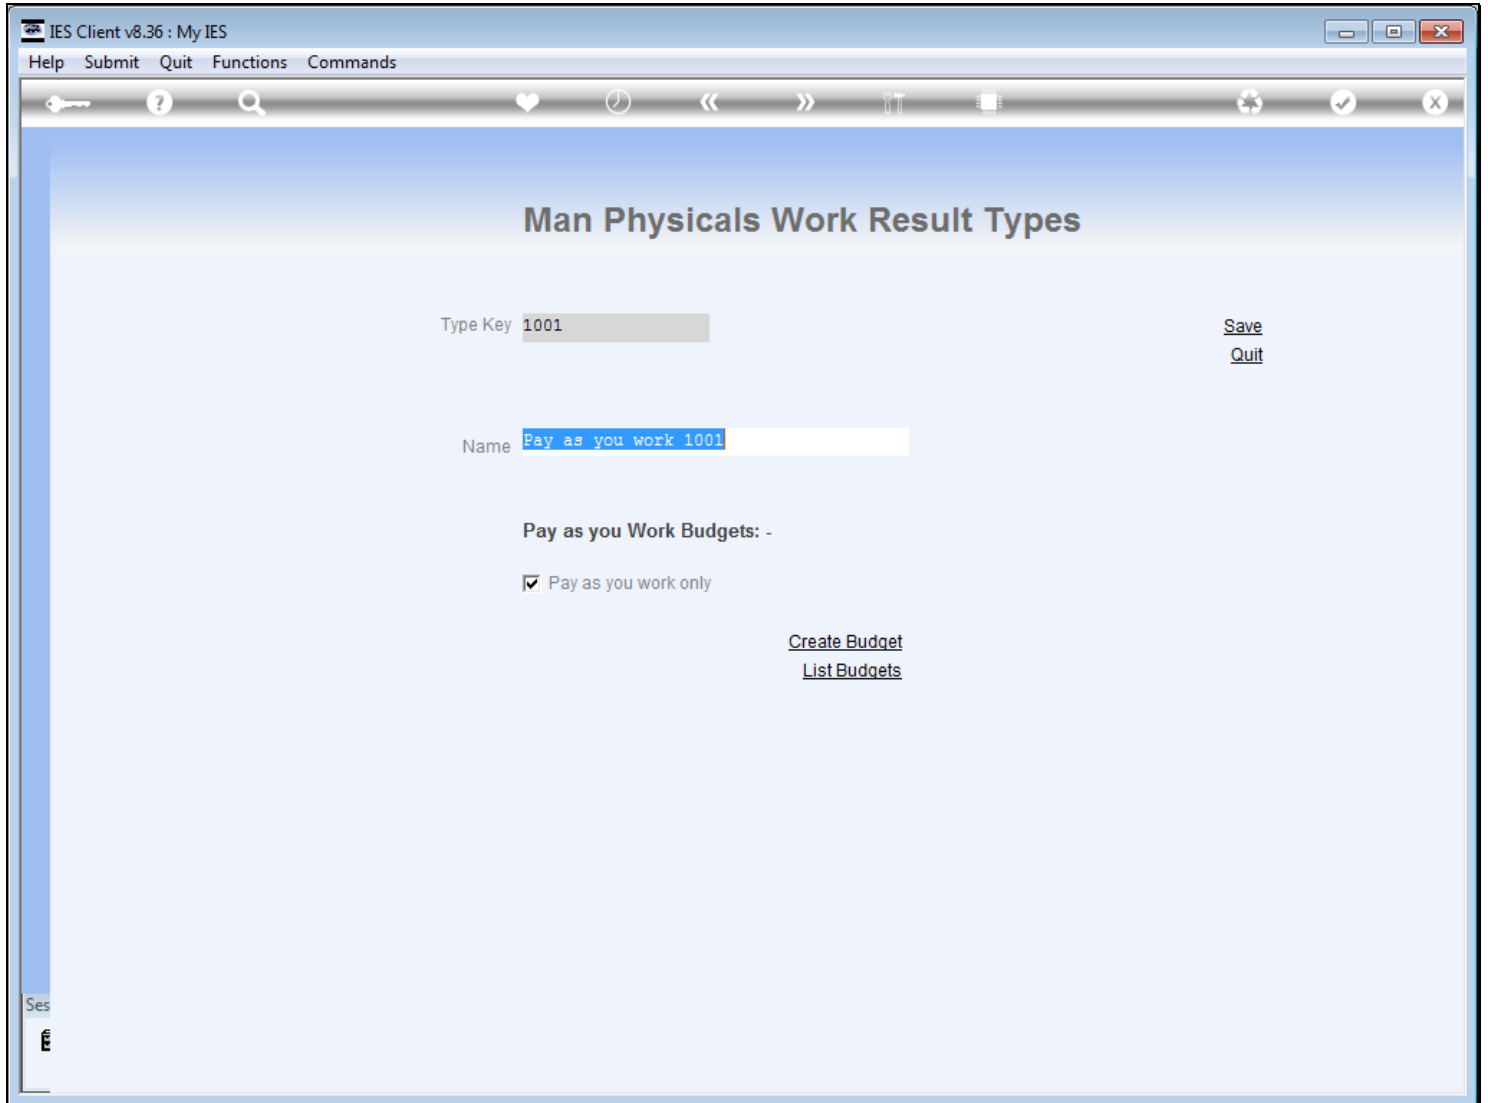 IES Client v8.36 : My IES
Help Submit Quit Functions Commands
Man Physicals Work Result Types
Type Key 1001
Save
Quit
Name Pay as you work 1001
Pay as you Work Budgets: -
Pay as you work only
Create Budget
List Budgets
Ses